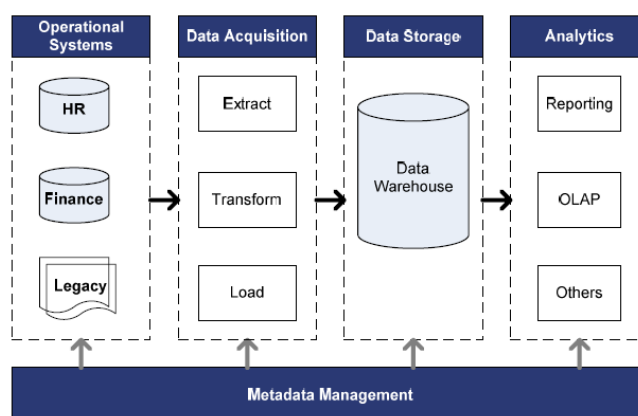 Operational
Systems
Data Acquisition
Data Storage
Analytics
HR
Finance
Legacy
Extract
Transform
Load
Data
Warehouse
Reporting
OLAP
Others
Metadata Management